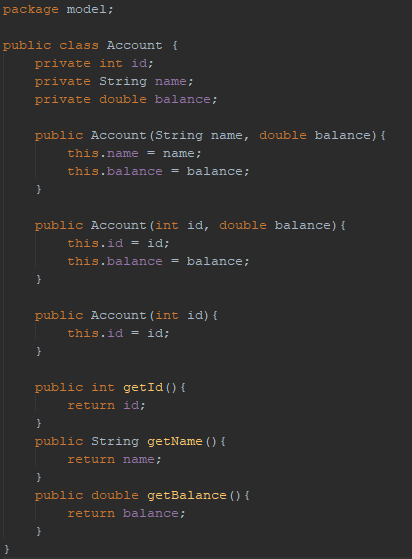 package model;

public class Account {
    private int id;
    private String name;
    private double balance;

    public Account(String name, double balance){
        this.name = name;
        this.balance = balance;
    }

    public Account(int id, double balance){
        this.id = id;
        this.balance = balance;
    }

    public Account(int id){
        this.id = id;
    }

    public int getId(){
        return id;
    }
    public String getName(){
        return name;
    }
    public double getBalance(){
        return balance;
    }
}